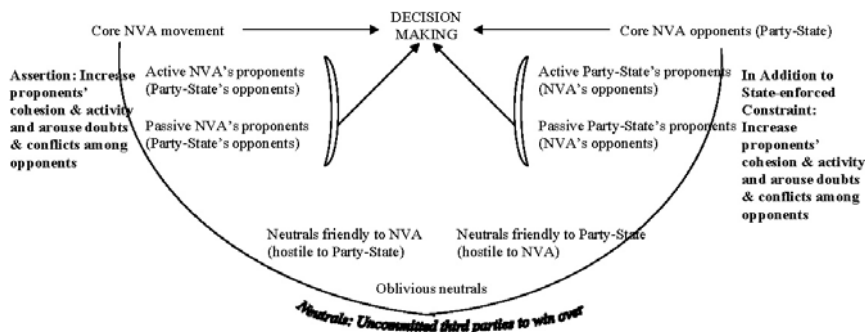 Core NVA movement
DECISION
MAKING
Core NVA opponents (Party-State)
Assertion: Increase
proponents'
cohesion & activity
and arouse doubts
& conflicts among
opponents
Active NVA's proponents
(Party-State's opponents)
Passive NVA's proponents
(Party-State's opponents)
Active Party-State's proponents
(NVA's opponents)
Passive Party-State's proponents
(NVA's opponents)
In Addition to
State-enforced
Constraint:
Increase
proponents'
cohesion & activity
and arouse doubts
& conflicts among
opponents
Neutrals friendly to NVA
(hostile to Party-State)
Neutrals friendly to Party-State
(hostile to NVA)
Oblivious neutrals
Neutrals: Uncommitted third parties to win over